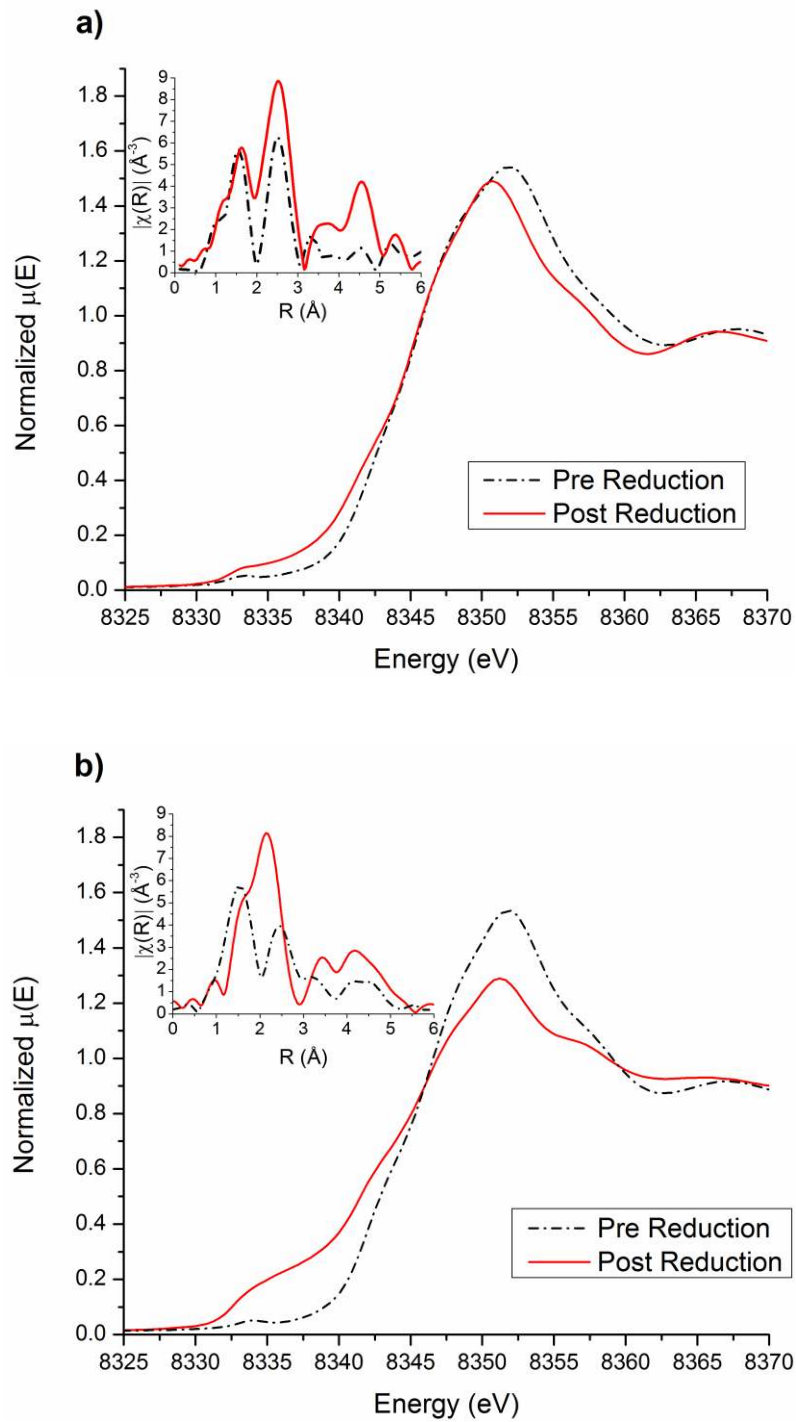 a)
Normalized μ(E)
1.8
1.6
1.4
1.2
1.0
0.8
0.6
0.4
0.2
0.0
|χ(R)| (Å⁻³)
9
8
7
6
5
4
3
2
1
0
0 1 2 3 4 5 6
R (Å)
Pre Reduction
Post Reduction
8325 8330 8335 8340 8345 8350 8355 8360 8365 8370
Energy (eV)
b)
Normalized μ(E)
1.8
1.6
1.4
1.2
1.0
0.8
0.6
0.4
0.2
0.0
|χ(R)| (Å⁻³)
9
8
7
6
5
4
3
2
1
0
0 1 2 3 4 5 6
R (Å)
Pre Reduction
Post Reduction
8325 8330 8335 8340 8345 8350 8355 8360 8365 8370
Energy (eV)